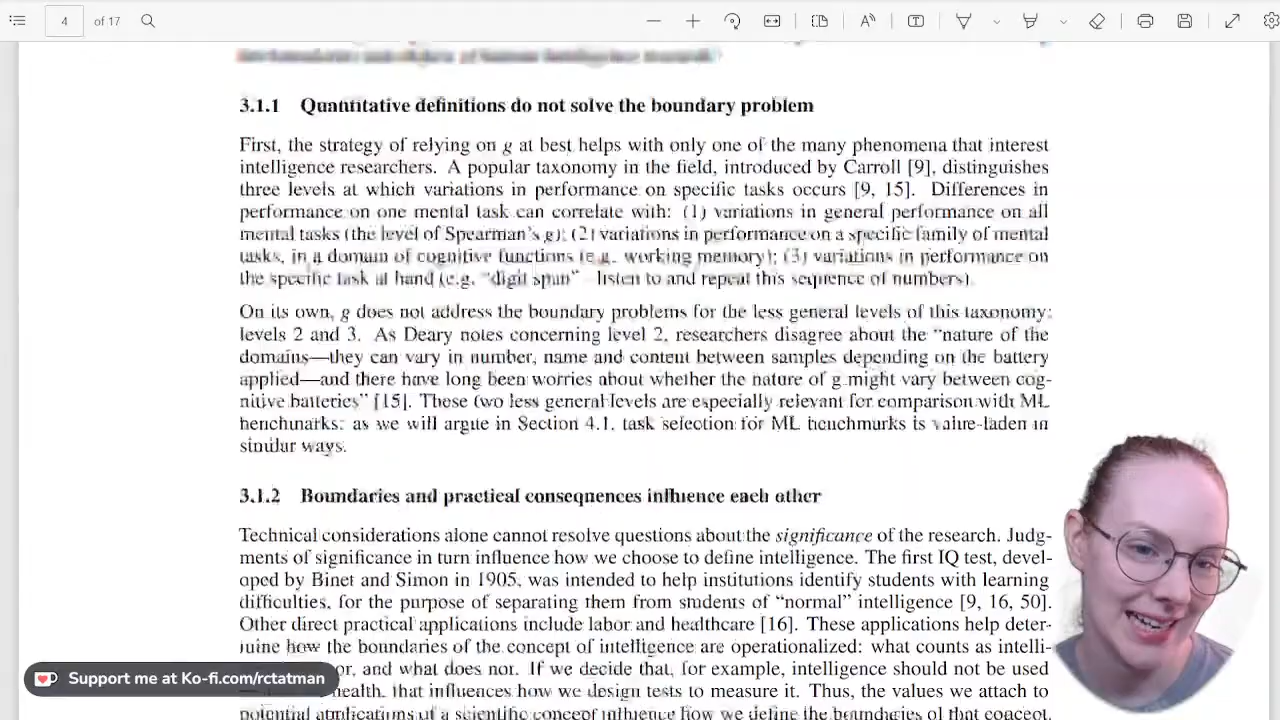 4 of 17
3.1.1 Quantitative definitions do not solve the boundary problem
First, the strategy of relying on g at best helps with only one of the many phenomena that interest
intelligence researchers. A popular taxonomy in the field, introduced by Carroll [9], distinguishes
three levels at which variations in performance on specific tasks occurs [9, 15]. Differences in
performance on one mental task can correlate with: (1) variations in general performance on all
mental tasks (the level of Spearman's g); (2) variations in performance on a specific family of mental
tasks, in a domain of cognitive functions (e.g. working memory); (3) variations in performance on
the specific task at hand (e.g. "digit span" listen to and repeat this sequence of numbers).
On its own, g does not address the boundary problems for the less general levels of this taxonomy:
levels 2 and 3. As Deary notes concerning level 2, researchers disagree about the "nature of the
domains—they can vary in number, name and content between samples depending on the battery
applied—and there have long been worries about whether the nature of g might vary between cog-
nitive batteries" [15]. These two less general levels are especially relevant for comparison with ML
benchmarks: as we will argue in Section 4.1, task selection for ML benchmarks is value-laden in
similar ways.
3.1.2 Boundaries and practical consequences influence each other
Technical considerations alone cannot resolve questions about the significance of the research. Judg-
ments of significance in turn influence how we choose to define intelligence. The first IQ test, devel-
oped by Binet and Simon in 1905, was intended to help institutions identify students with learning
difficulties, for the purpose of separating them from students of "normal" intelligence [9, 16, 50].
Other direct practical applications include labor and healthcare [16]. These applications help deter-
mine how the boundaries of the concept of intelligence are operationalized: what counts as intelli-
or, and what does not. If we decide that, for example, intelligence should not be used
health, that influences how we design tests to measure it. Thus, the values we attach to
potential applications of a scientific concept influence how we define the boundaries of that concept.
Support me at Ko-fi.com/rctatman